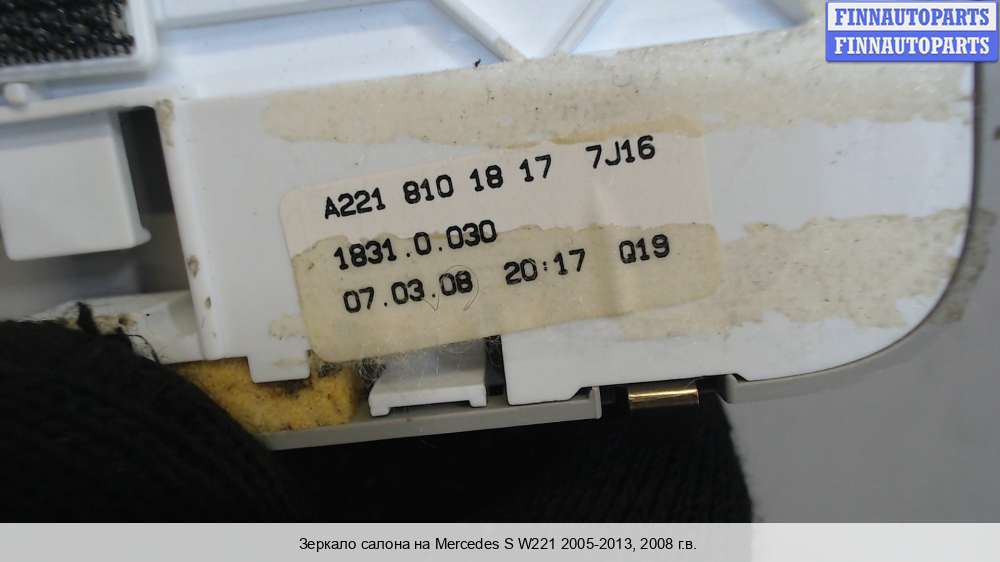 FINNAUTOPARTS
FINNAUTOPARTS
A221 810 18 17 7J16
1831.0.030
07.03.08 20:17 Q19
Зеркало салона на Mercedes S W221 2005-2013, 2008 г.в.